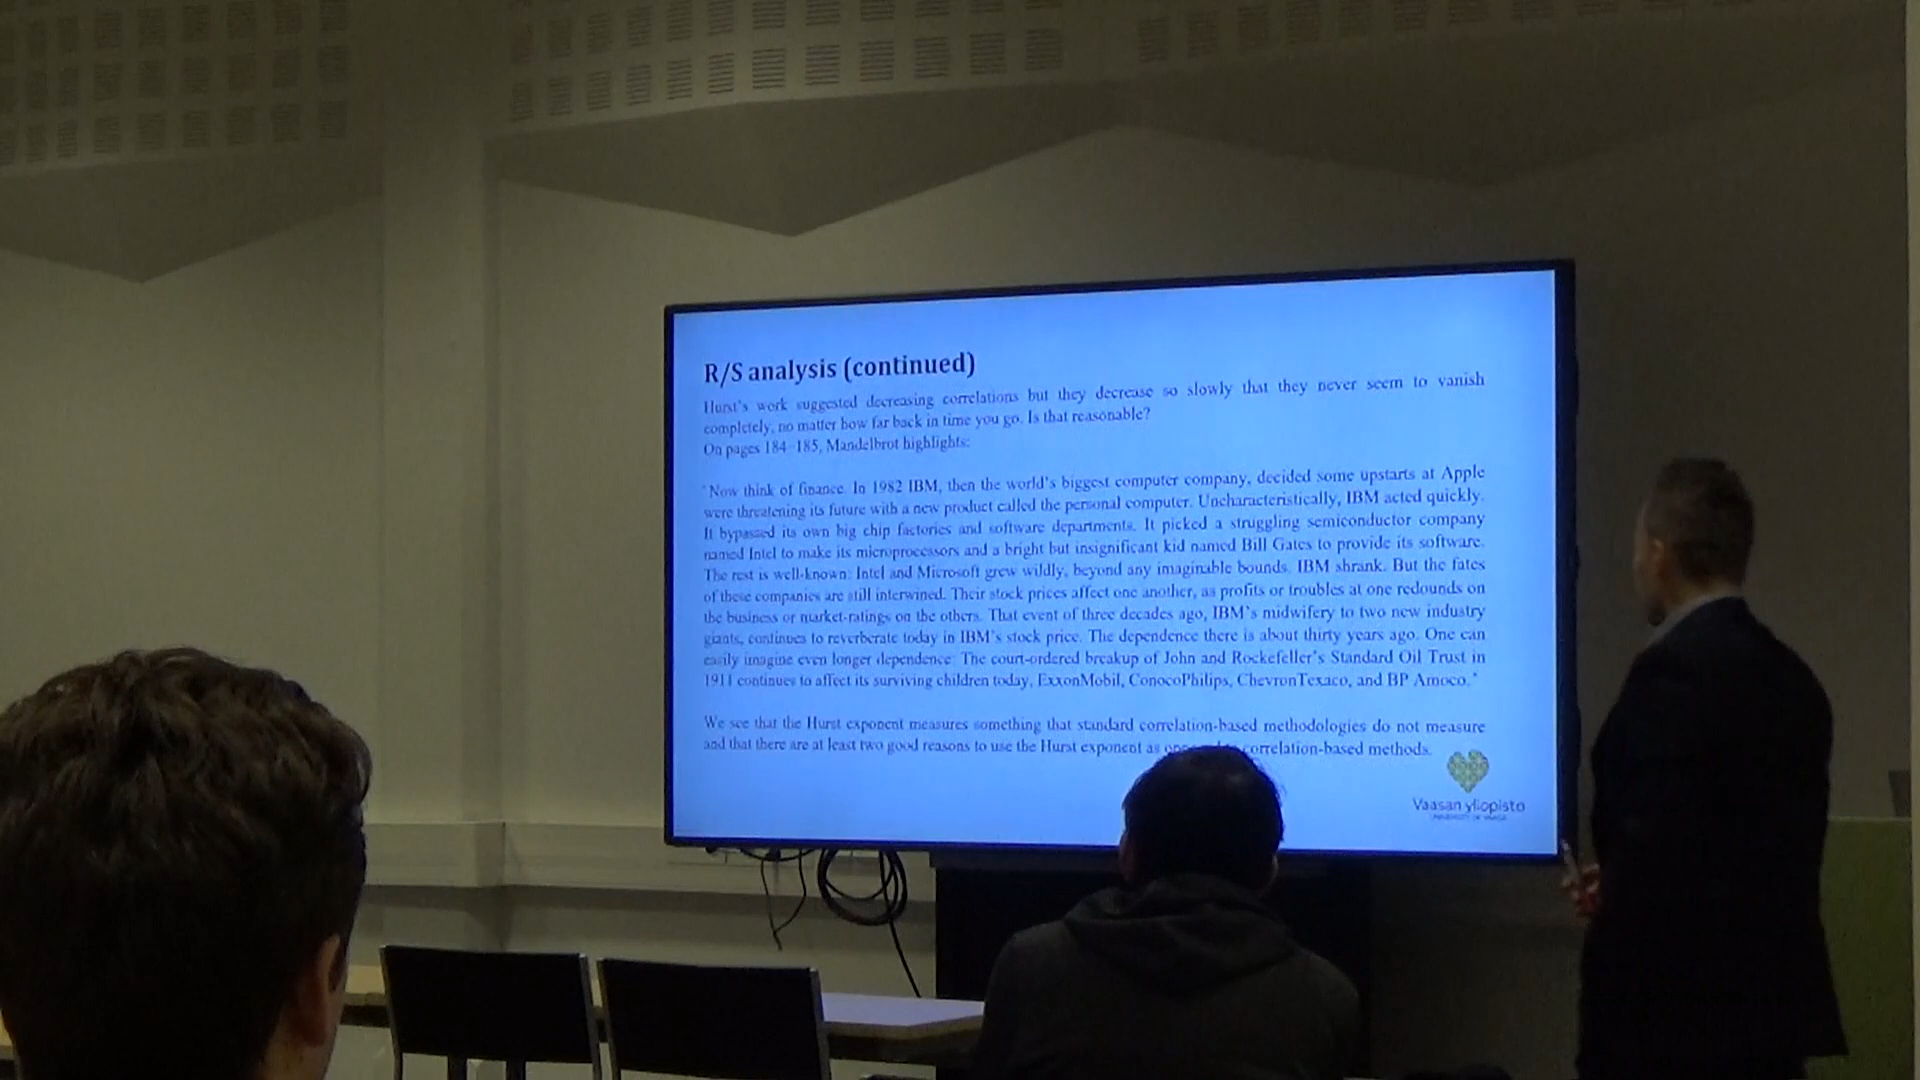 R/S analysis (continued)
Hurst's work suggested decreasing correlations but they decrease so slowly that they never seem to vanish
completely, no matter how far back in time you go. Is that reasonable?
On pages 184–185, Mandelbrot highlights:
"Now think of finance. In 1982 IBM, then the world's biggest computer company, decided some upstarts at Apple
were threatening its future with a new product called the personal computer. Uncharacteristically, IBM acted quickly.
It bypassed its own big chip factories and software departments. It picked a struggling semiconductor company
named Intel to make its microprocessors and a bright but insignificant kid named Bill Gates to provide its software.
The rest is well-known: Intel and Microsoft grew wildly, beyond any imaginable bounds. IBM shrank. But the fates
of these companies are still interwined. Their stock prices affect one another, as profits or troubles at one redounds on
the business or market-ratings on the others. That event of three decades ago, IBM's midwifery to two new industry
giants, continues to reverberate today in IBM's stock price. The dependence there is about thirty years ago. One can
easily imagine even longer dependence: The court-ordered breakup of John and Rockefeller's Standard Oil Trust in
1911 continues to affect its surviving children today, ExxonMobil, ConocoPhilips, ChevronTexaco, and BP Amoco."
We see that the Hurst exponent measures something that standard correlation-based methodologies do not measure
and that there are at least two good reasons to use the Hurst exponent as correlation-based methods.
Vaasan yliopisto
UNIVERSITY OF VAASA